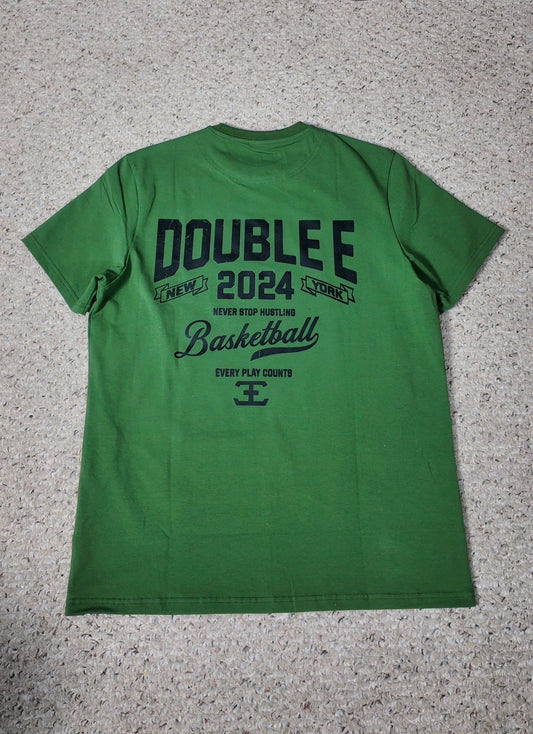 DOUBLE E
NEW 2024 YORK
NEVER STOP HUSTLING
Basketball
EVERY PLAY COUNTS